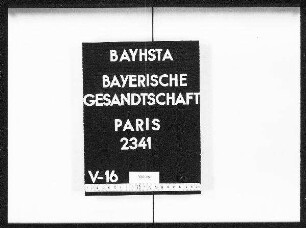 BAYHSTA
BAYERISCHE
GESANDTSCHAFT
PARIS
2341
V-16